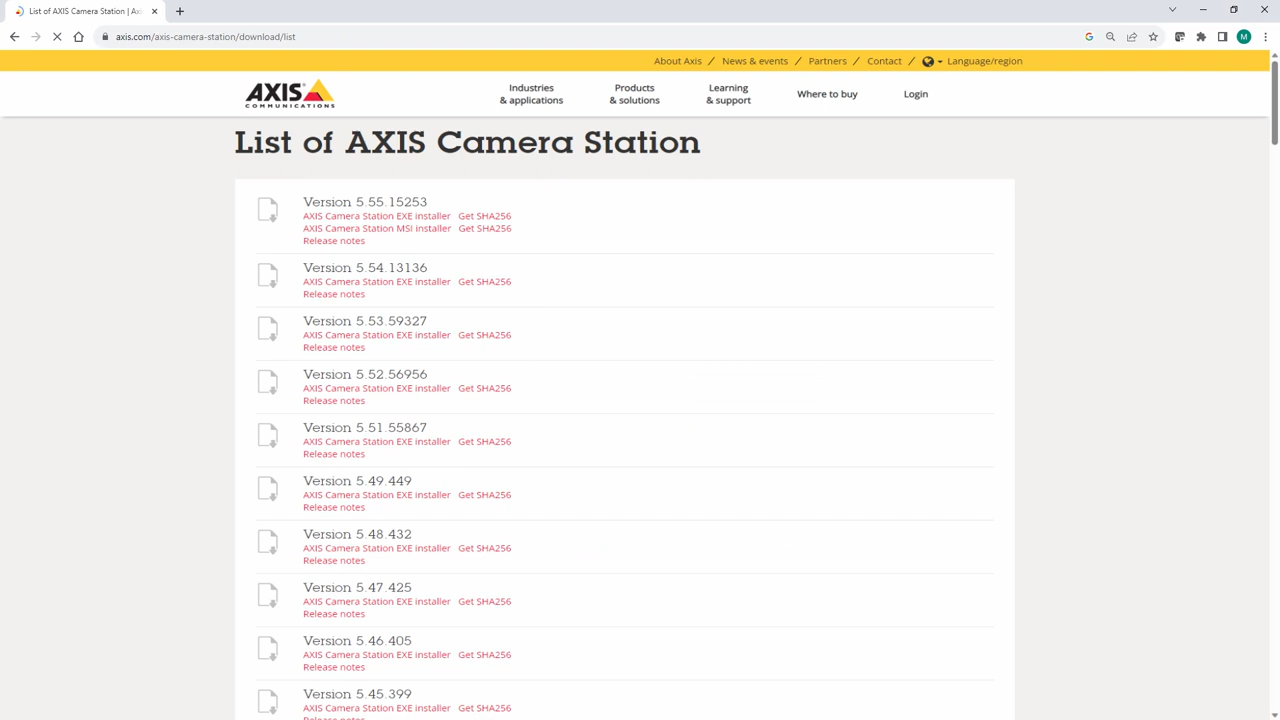 List of AXIS Camera Station | Ax
axis.com/axis-camera-station/download/list
M
About Axis / News & events / Partners / Contact / Language/region
AXIS
COMMUNICATIONS
Industries
& applications
Products
& solutions
Learning
& support
Where to buy
Login
List of AXIS Camera Station
Version 5.55.15253
AXIS Camera Station EXE installer Get SHA256
AXIS Camera Station MSI installer Get SHA256
Release notes
Version 5.54.13136
AXIS Camera Station EXE installer Get SHA256
Release notes
Version 5.53.59327
AXIS Camera Station EXE installer Get SHA256
Release notes
Version 5.52.56956
AXIS Camera Station EXE installer Get SHA256
Release notes
Version 5.51.55867
AXIS Camera Station EXE installer Get SHA256
Release notes
Version 5.49.449
AXIS Camera Station EXE installer Get SHA256
Release notes
Version 5.48.432
AXIS Camera Station EXE installer Get SHA256
Release notes
Version 5.47.425
AXIS Camera Station EXE installer Get SHA256
Release notes
Version 5.46.405
AXIS Camera Station EXE installer Get SHA256
Release notes
Version 5.45.399
AXIS Camera Station EXE installer Get SHA256
Release notes